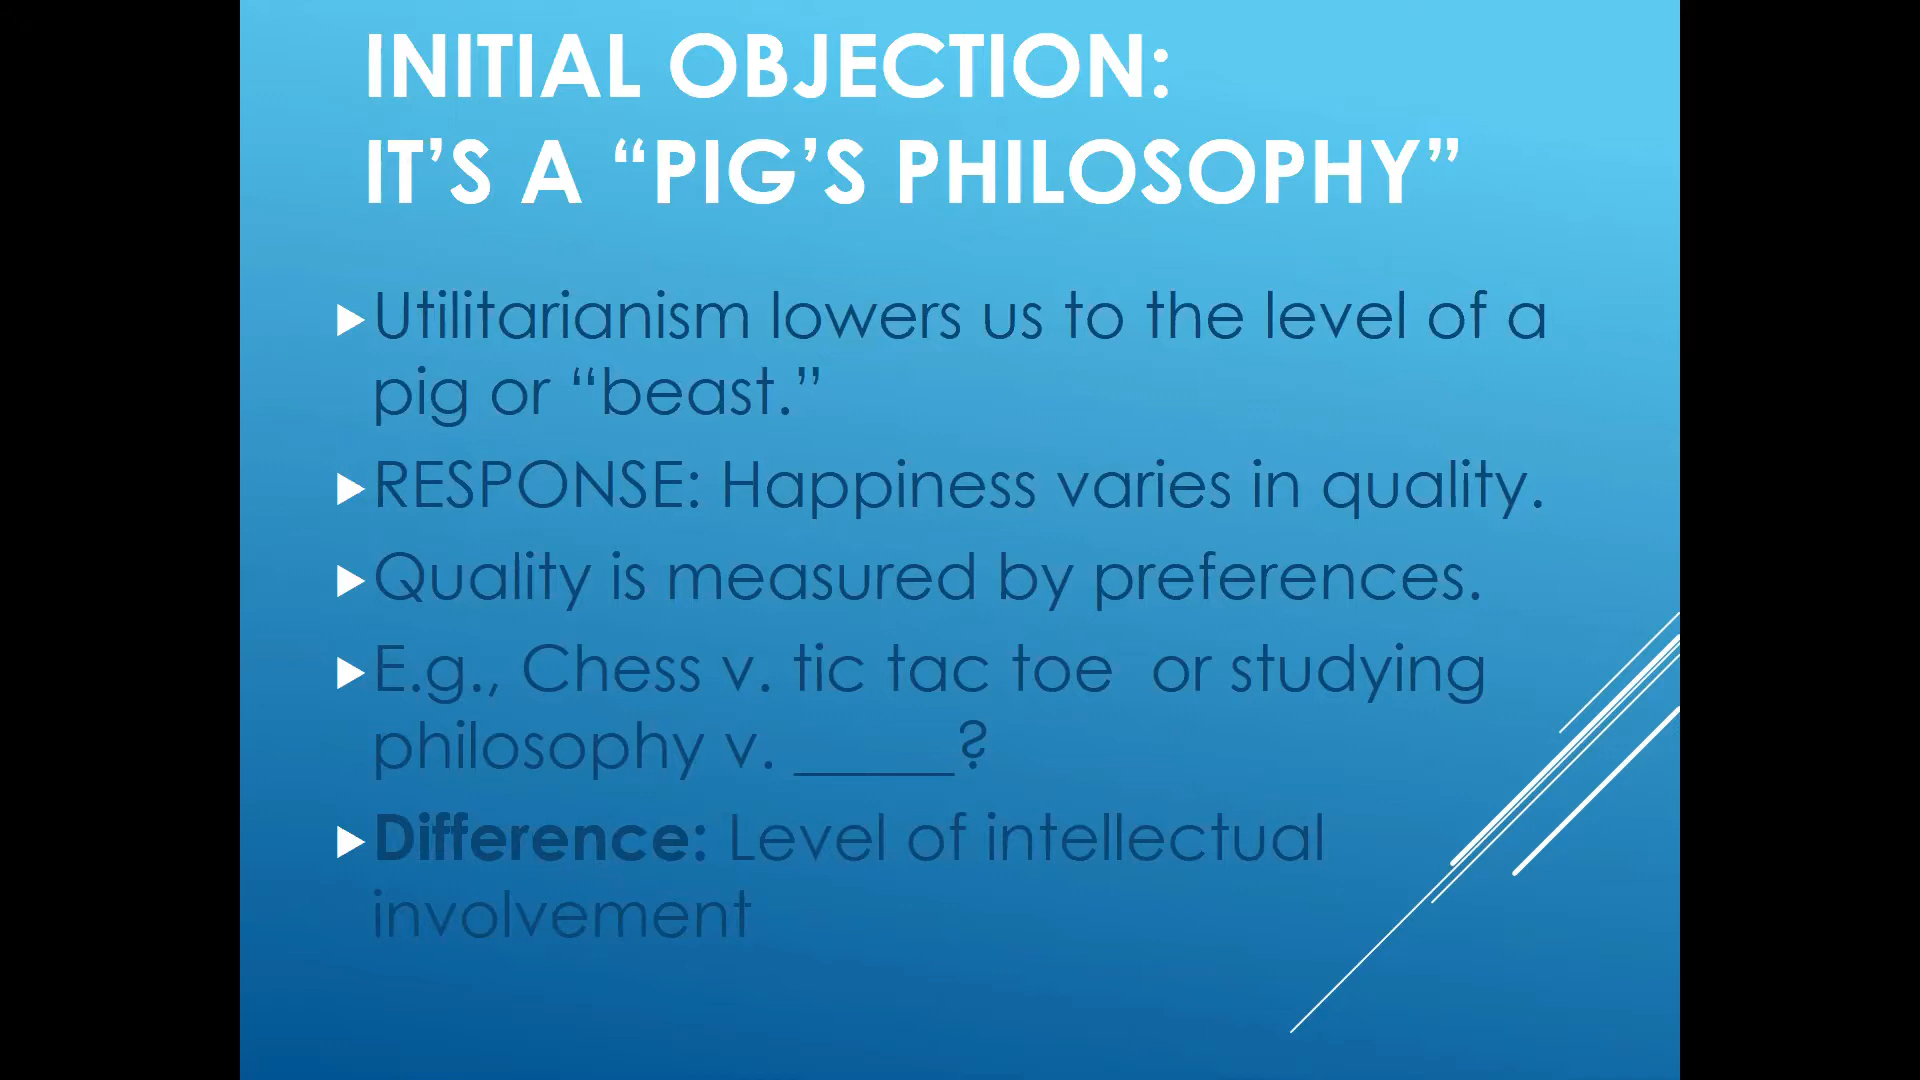 INITIAL OBJECTION:
IT’S A “PIG’S PHILOSOPHY”
Utilitarianism lowers us to the level of a
pig or “beast.”
RESPONSE: Happiness varies in quality.
Quality is measured by preferences.
E.g., Chess v. tic tac toe  or studying
philosophy v. _____?
Difference: Level of intellectual
involvement